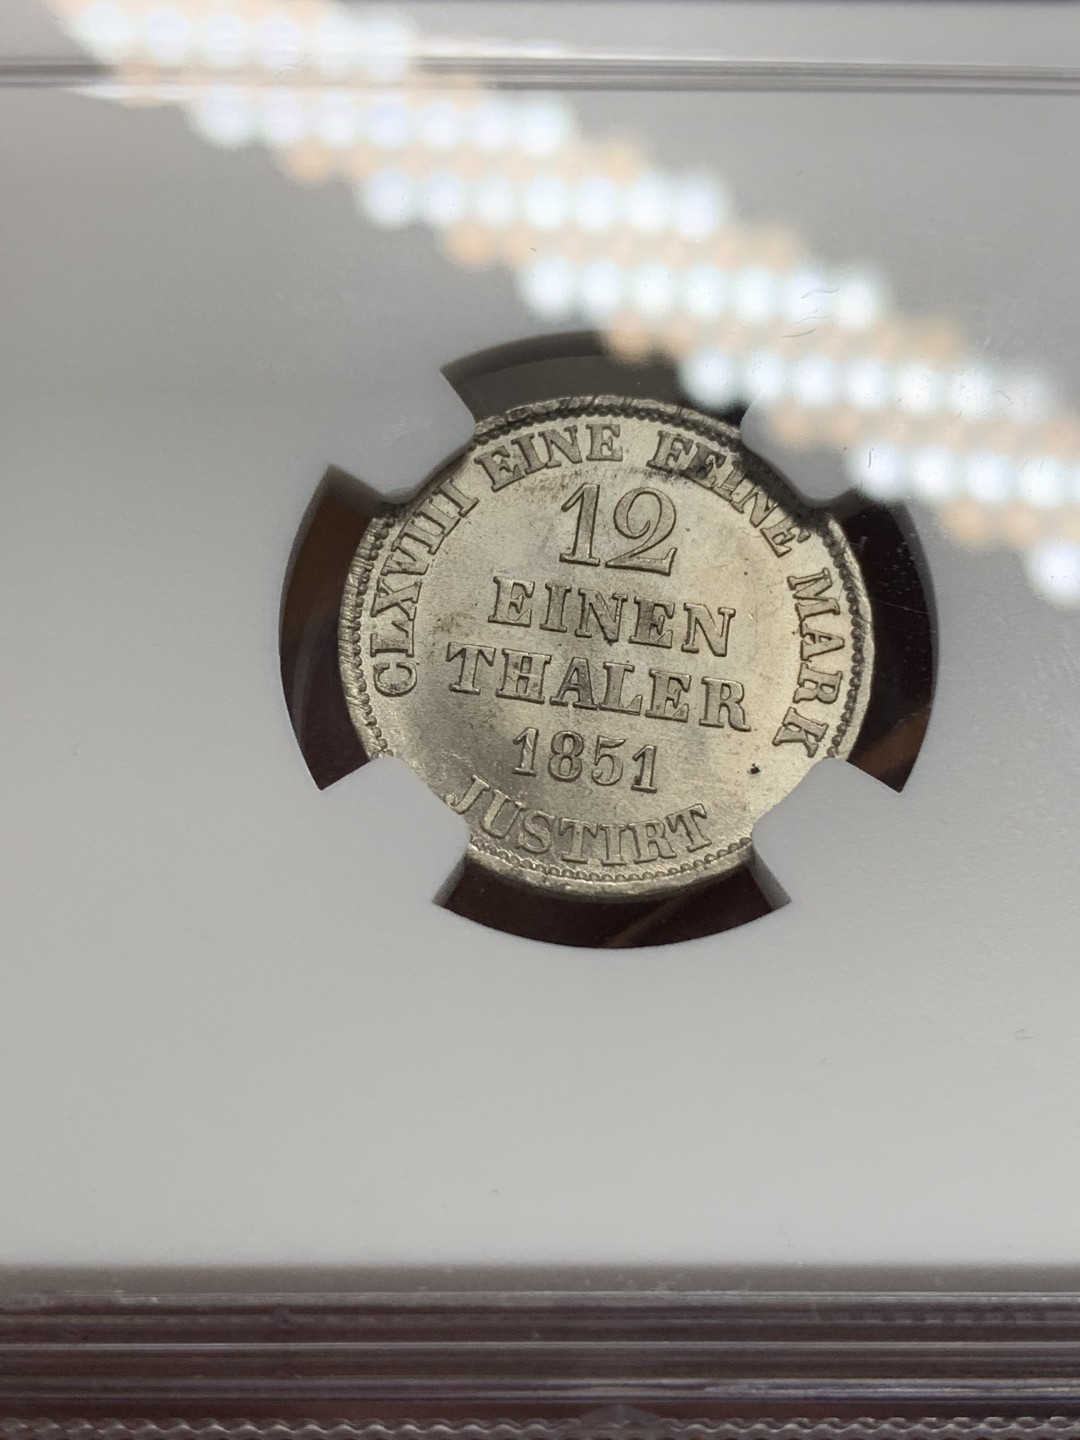 CLXVIII EINE FEINE MARK
12
EINEN
THALER
1851
JUSTIRT